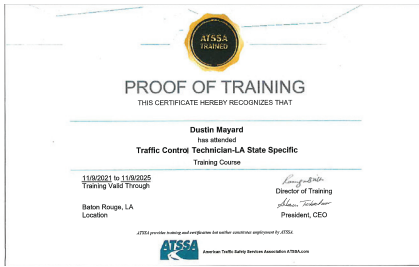 ATSSA
TRAINED
PROOF OF TRAINING
THIS CERTIFICATE HEREBY RECOGNIZES THAT
Dustin Mayard
has attended
Traffic Control Technician-LA State Specific
Training Course
11/9/2021 to 11/9/2025
Training Valid Through
Director of Training
Baton Rouge, LA
Location
President, CEO
ATSSA provides training and certification but neither constitutes employment by ATSSA.
ATSSA
American Traffic Safety Services Association ATSSA.com